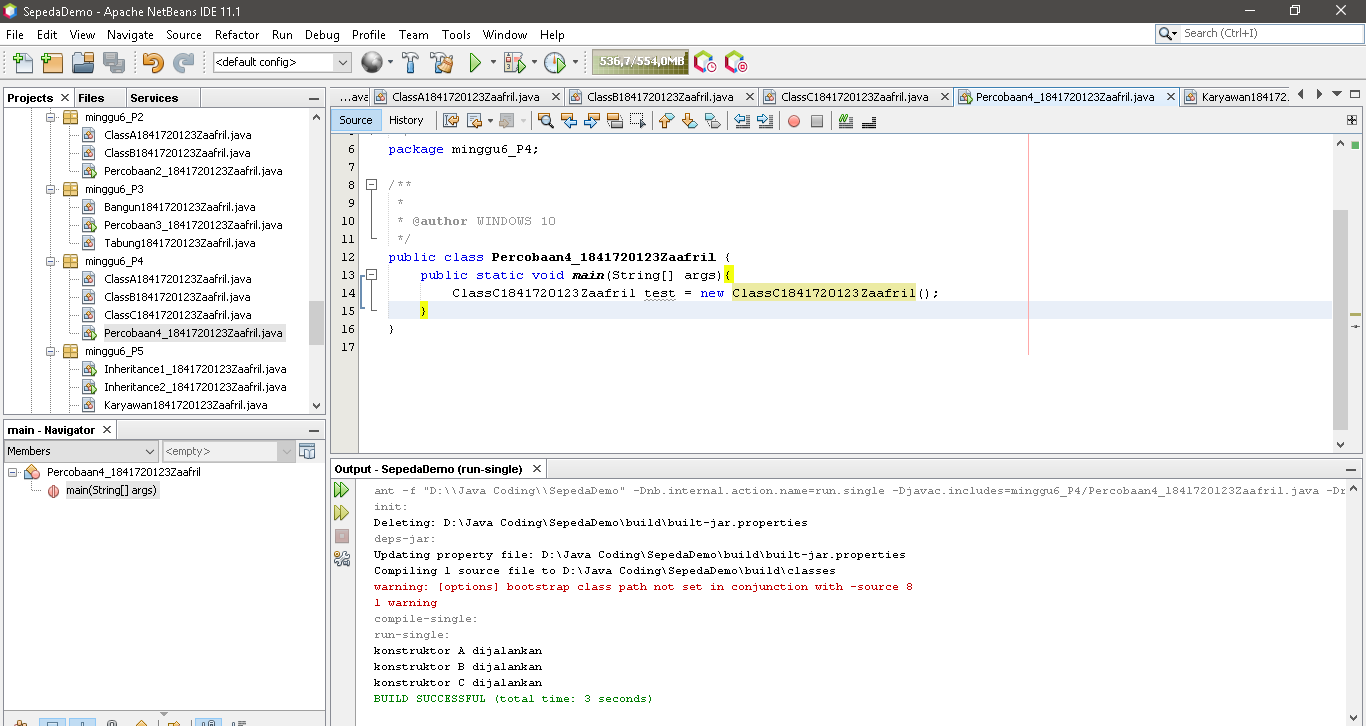 SepedaDemo - Apache NetBeans IDE 11.1
File Edit View Navigate Source Refactor Run Debug Profile Team Tools Window Help
Search (Ctrl+I)
<default config>
536,7/554,0MB
Projects Files Services
minggu6_P2
ClassA1841720123Zaafril.java
ClassB1841720123Zaafril.java
Percobaan2_1841720123Zaafril.java
minggu6_P3
Bangun1841720123Zaafril.java
Percobaan3_1841720123Zaafril.java
Tabung1841720123Zaafril.java
minggu6_P4
ClassA1841720123Zaafril.java
ClassB1841720123Zaafril.java
ClassC1841720123Zaafril.java
Percobaan4_1841720123Zaafril.java
minggu6_P5
Inheritance1_1841720123Zaafril.java
Inheritance2_1841720123Zaafril.java
Karyawan1841720123Zaafril.java
main - Navigator
Members <empty>
Percobaan4_1841720123Zaafril
main(String[] args)
...ava ClassA1841720123Zaafril.java ClassB1841720123Zaafril.java ClassC1841720123Zaafril.java Percobaan4_1841720123Zaafril.java Karyawan184172.
Source History
6 package minggu6_P4;
7
8 /**
9 *
10 * @author WINDOWS 10
11 */
12 public class Percobaan4_1841720123Zaafril {
13 public static void main(String[] args){
14 ClassC1841720123Zaafril test = new ClassC1841720123Zaafril();
15 }
16 }
17
Output - SepedaDemo (run-single)
ant -f "D:\\Java Coding\\SepedaDemo" -Dnb.internal.action.name=run.single -Djavac.includes=minggu6_P4/Percobaan4_1841720123Zaafril.java -Dr
init:
Deleting: D:\Java Coding\SepedaDemo\build\built-jar.properties
deps-jar:
Updating property file: D:\Java Coding\SepedaDemo\build\built-jar.properties
Compiling 1 source file to D:\Java Coding\SepedaDemo\build\classes
warning: [options] bootstrap class path not set in conjunction with -source 8
1 warning
compile-single:
run-single:
konstruktor A dijalankan
konstruktor B dijalankan
konstruktor C dijalankan
BUILD SUCCESSFUL (total time: 3 seconds)